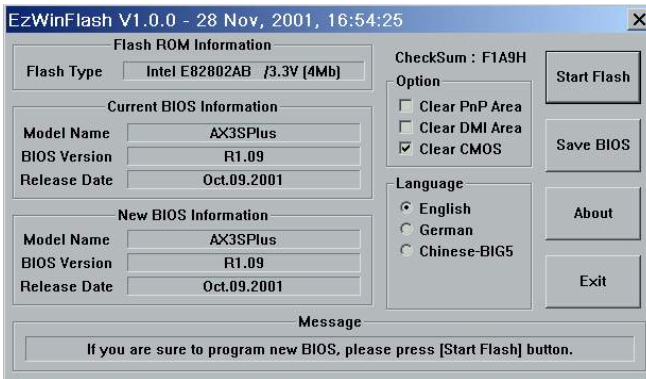 EzWinFlash V1.0.0 - 28 Nov, 2001, 16:54:25
Flash ROM Information
Flash Type Intel E82802AB /3.3V (4Mb)
Current BIOS Information
Model Name AX3SPlus
BIOS Version R1.09
Release Date Oct.09.2001
New BIOS Information
Model Name AX3SPlus
BIOS Version R1.09
Release Date Oct.09.2001
CheckSum : F1A9H
Option
Clear PnP Area
Clear DMI Area
Clear CMOS
Language
English
German
Chinese-BIG5
Start Flash
Save BIOS
About
Exit
Message
If you are sure to program new BIOS, please press [Start Flash] button.